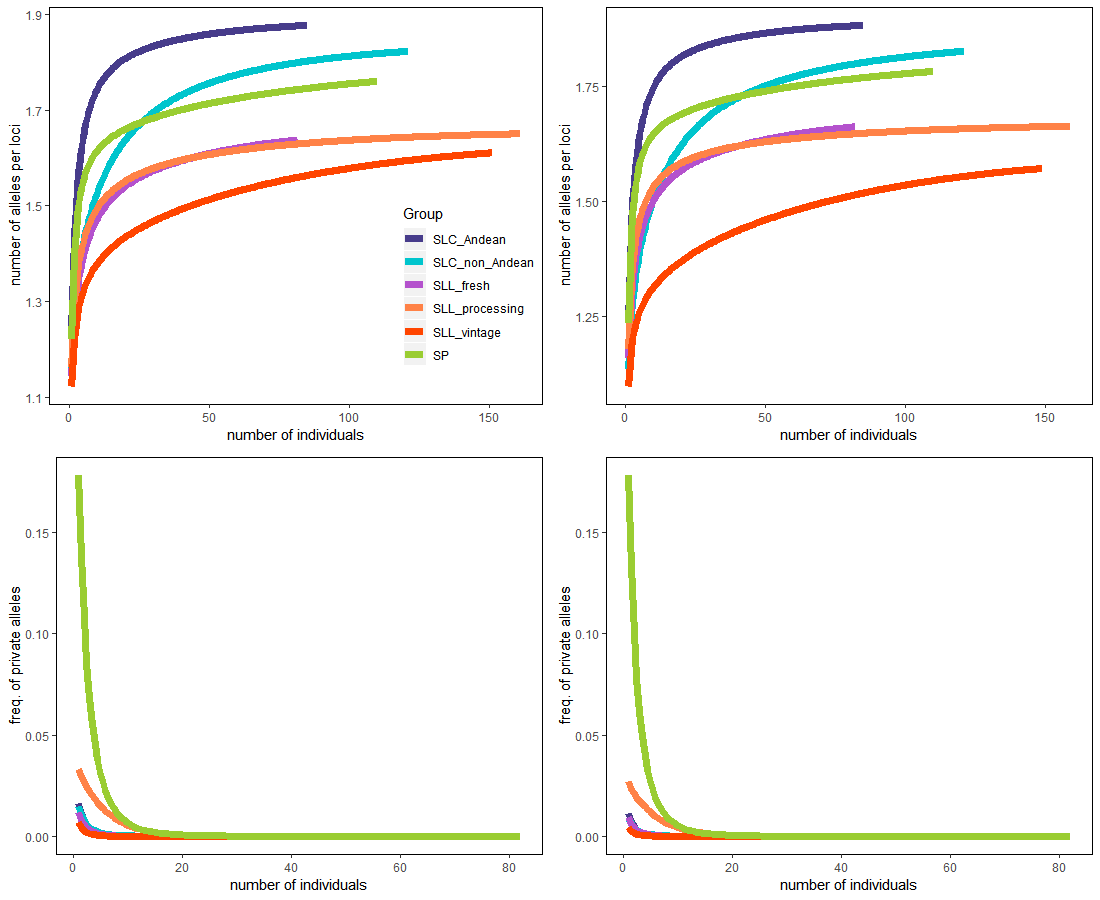 1.9
1.7
1.5
1.3
1.1
number of alleles per loci
0
50
100
150
number of individuals
Group
SLC_Andean
SLC_non_Andean
SLL_fresh
SLL_processing
SLL_vintage
SP
1.75
1.50
1.25
number of alleles per loci
0
50
100
150
number of individuals
0.15
0.10
0.05
0.00
freq. of private alleles
0
20
40
60
80
number of individuals
0.15
0.10
0.05
0.00
freq. of private alleles
0
20
40
60
80
number of individuals